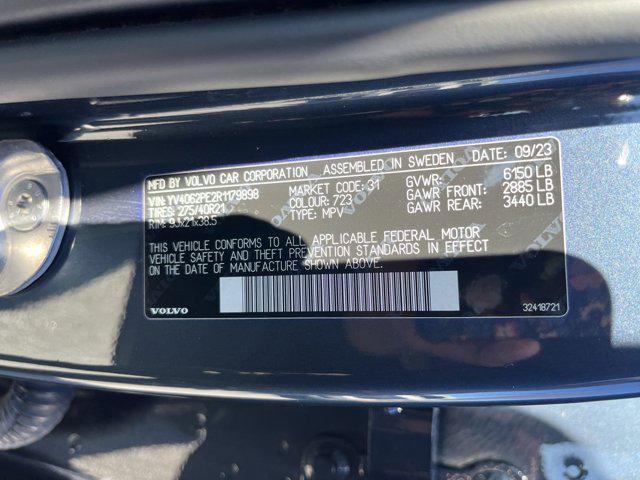 MFD BY VOLVO CAR CORPORATION ASSEMBLED IN SWEDEN DATE: 09/23
VIN: YV4062PE2R1179898 MARKET CODE: 31 GVWR: 6150 LB
TIRES: 275/40R21 COLOUR: 723 GAWR FRONT: 2885 LB
RIM: 9Jx21x38.5 TYPE: MPV GAWR REAR: 3440 LB
THIS VEHICLE CONFORMS TO ALL APPLICABLE FEDERAL MOTOR
VEHICLE SAFETY AND THEFT PREVENTION STANDARDS IN EFFECT
ON THE DATE OF MANUFACTURE SHOWN ABOVE.
VOLVO 32418721